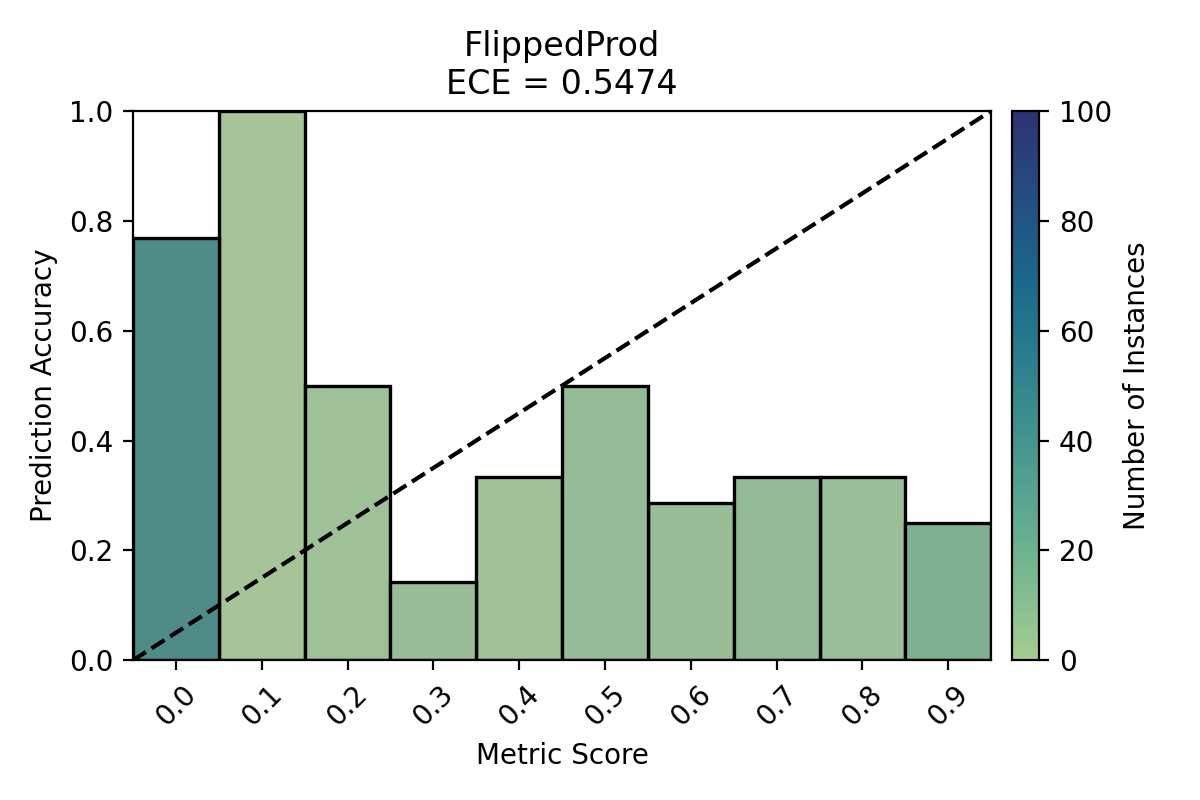 FlippedProd
ECE = 0.5474
1.0
0.8
0.6
0.4
0.2
0.0
Prediction Accuracy
0.0 0.1 0.2 0.3 0.4 0.5 0.6 0.7 0.8 0.9
Metric Score
100
80
60
40
20
0
Number of Instances